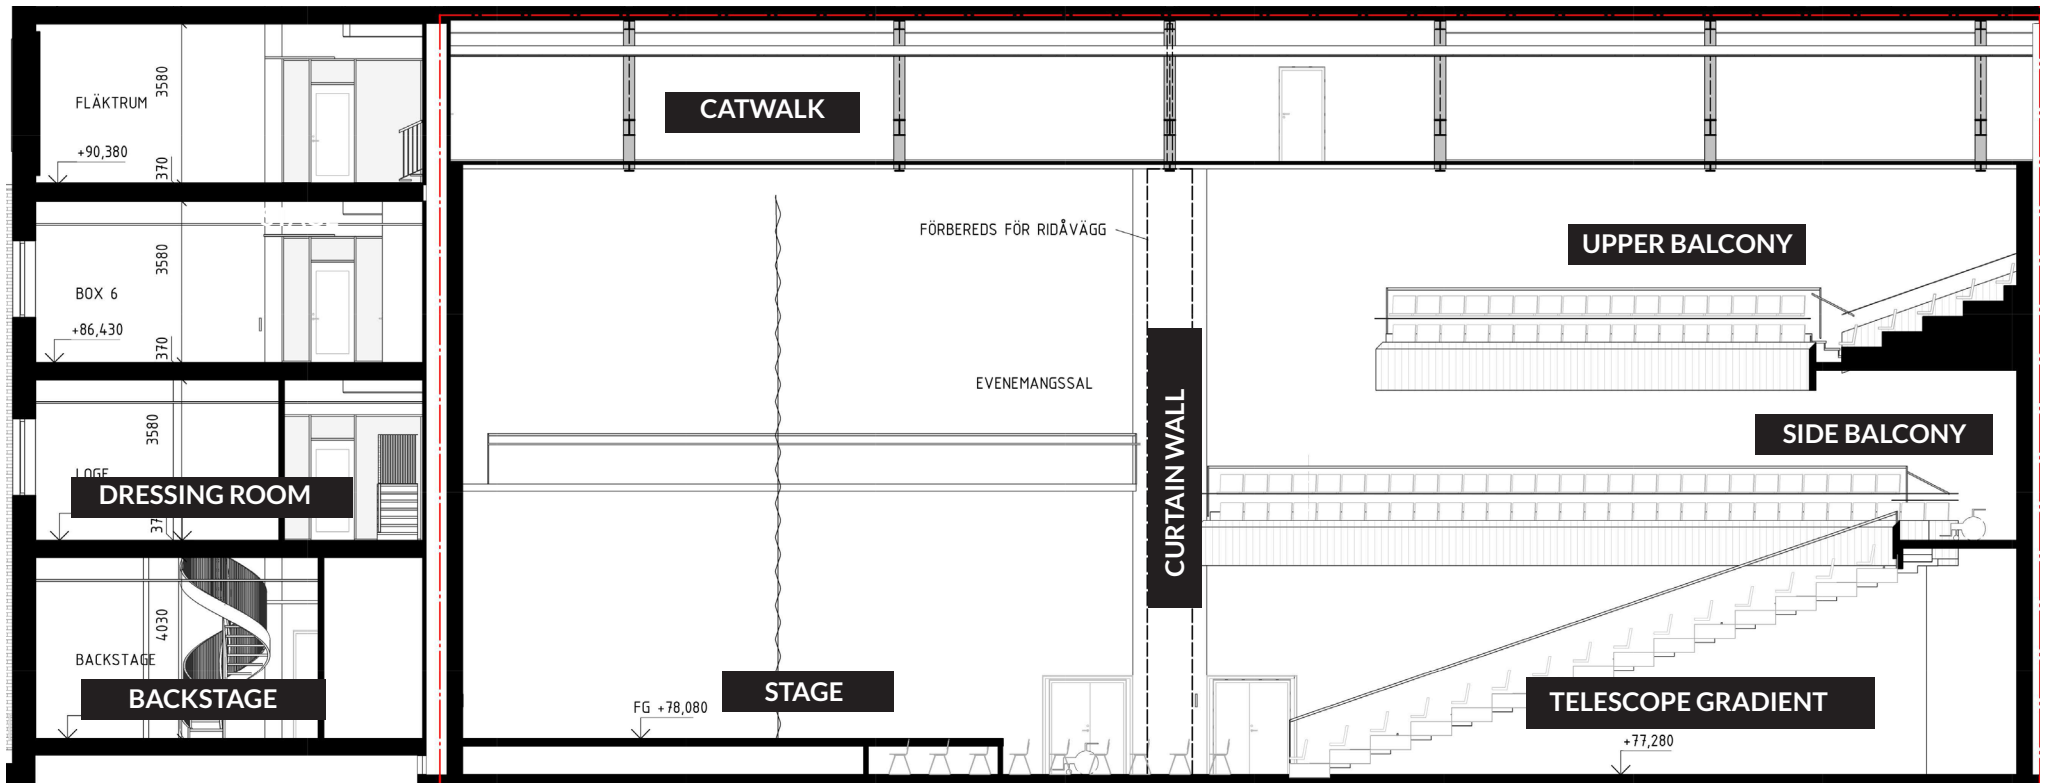 FLÄKTRUM
3580
+90,380
370
CATWALK
3580
BOX 6
+86,430
370
FÖRBEREDS FÖR RIDÅVÄGG
UPPER BALCONY
EVENEMANGSSAL
CURTAIN WALL
SIDE BALCONY
3580
LOGE
DRESSING ROOM
37
4030
BACKSTAGE
BACKSTAGE
STAGE
FG +78,080
TELESCOPE GRADIENT
+77,280